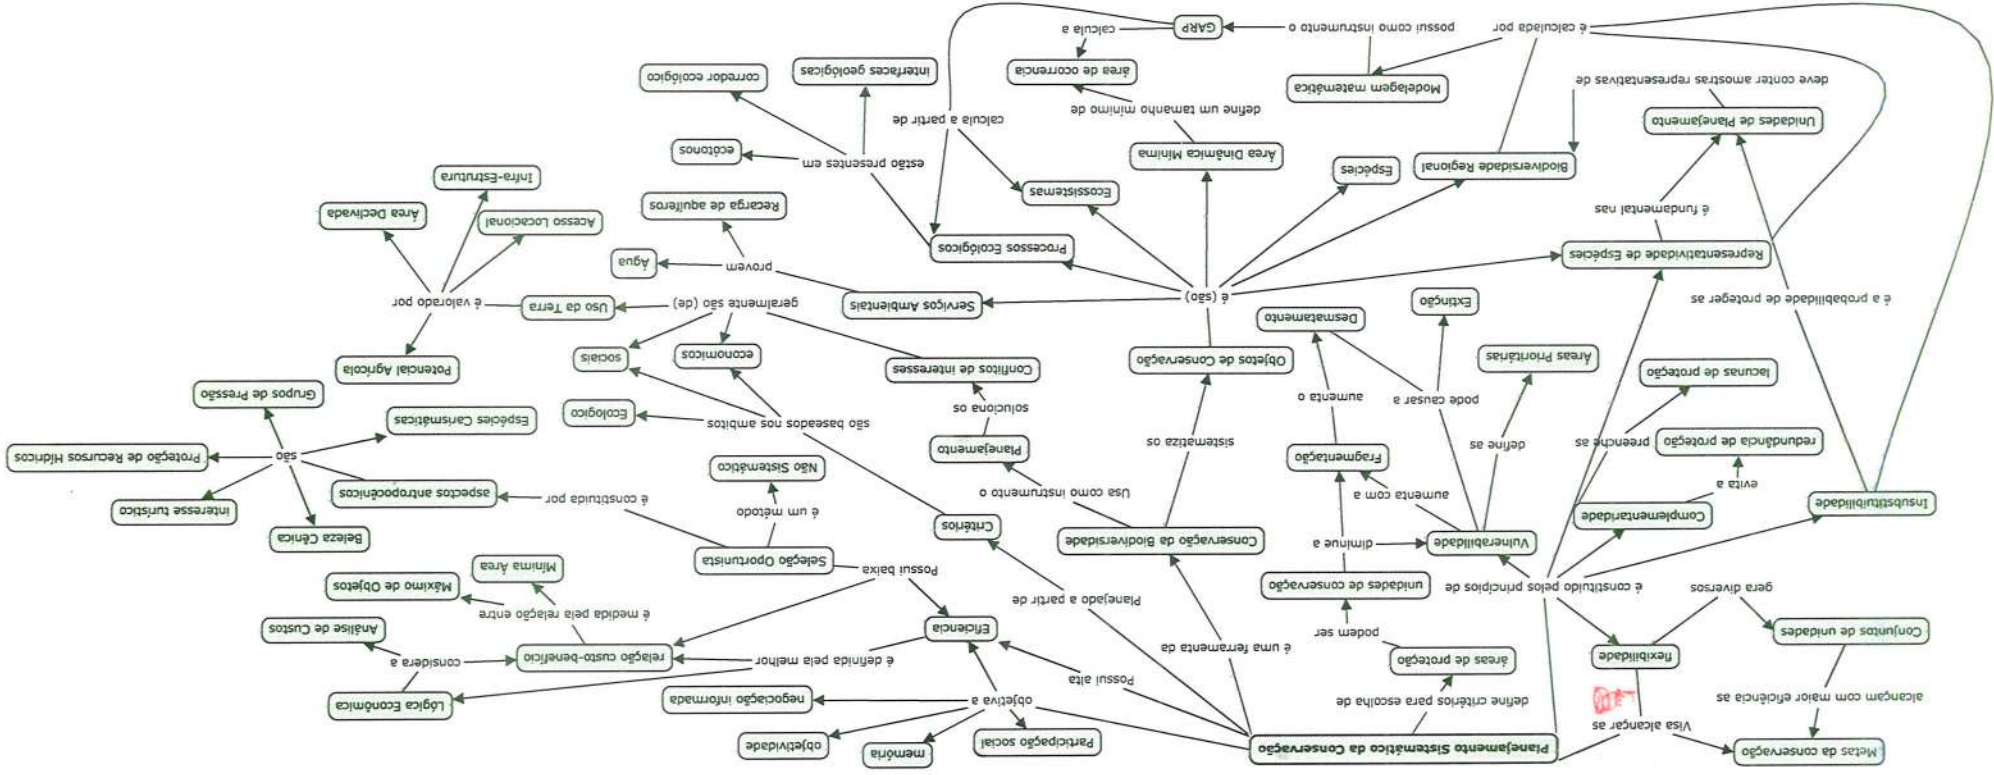 Metas da conservação
Planejamento Sistemático da Conservação
Participação social
memória
objetividade
Visa alcançar as
alcançam com maior eficiência as
define critérios para escolha de
objetiva a
negociação informada
Lógica Econômica
Possui alta
flexibilidade
áreas de proteção
é uma ferramenta da
é definida pela melhor
relação custo-benefício
considera a
Conjuntos de unidades
podem ser
Eficiência
Análise de Custos
gera diversos
é constituído pelos princípios de
unidades de conservação
Planejado a partir de
é medida pela relação entre
Máximo de Objetos
Possui baixa
Mínima Área
Vulnerabilidade
diminue a
Conservação da Biodiversidade
Seleção Oportunista
Beleza Cênica
Insubstituibilidade
Complementaridade
Critérios
é um método
interesse turístico
evita a
aumenta com a
Usa como instrumento o
é constituida por
aspectos antropocênicos
redundância de proteção
preenche as
define as
Fragmentação
sistematiza os
Planejamento
Não Sistemático
são
Proteção de Recursos Hídricos
são baseados nos ambitos
Ecologico
Espécies Carismáticas
pode causar a
aumenta o
soluciona os
Grupos de Pressão
lacunas de proteção
Áreas Prioritárias
Objetos de Conservação
Conflitos de interesses
economicos
sociais
Potencial Agrícola
é a probabilidade de proteger as
Extinção
Desmatamento
é (são)
Serviços Ambientais
geralmente são (de)
Uso da Terra
é valorado por
Representatividade de Espécies
Processos Ecológicos
provem
Água
é fundamental nas
Recarga de aquíferos
Acesso Locacional
Área Declivada
Biodiversidade Regional
Espécies
Ecossistemas
Infra-Estrutura
Área Dinâmica Mínima
estão presentes em
ecótonos
Unidades de Planejamento
define um tamanho mínimo de
calcula a partir de
deve conter amostras representativas de
Modelagem matemática
área de ocorrencia
interfaces geológicas
corredor ecológico
é calculada por
possui como instrumento o
GARP
calcula a